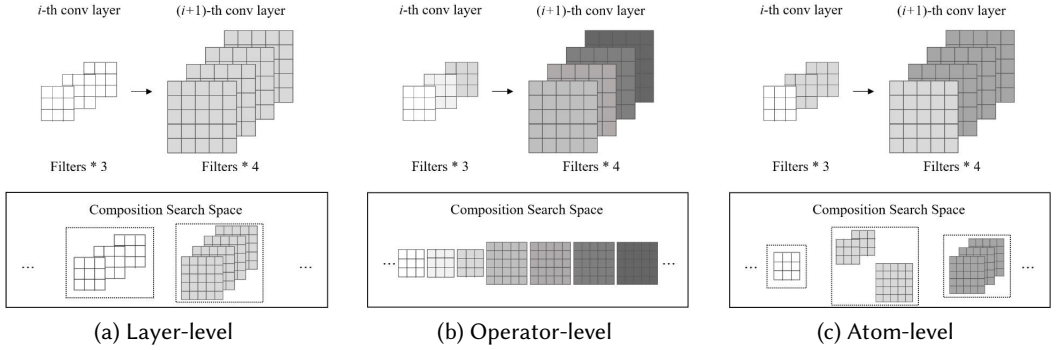 i-th conv layer
(i+1)-th conv layer
Filters * 3
Filters * 4
Composition Search Space
...
...
(a) Layer-level
i-th conv layer
(i+1)-th conv layer
Filters * 3
Filters * 4
Composition Search Space
...
...
(b) Operator-level
i-th conv layer
(i+1)-th conv layer
Filters * 3
Filters * 4
Composition Search Space
...
...
(c) Atom-level